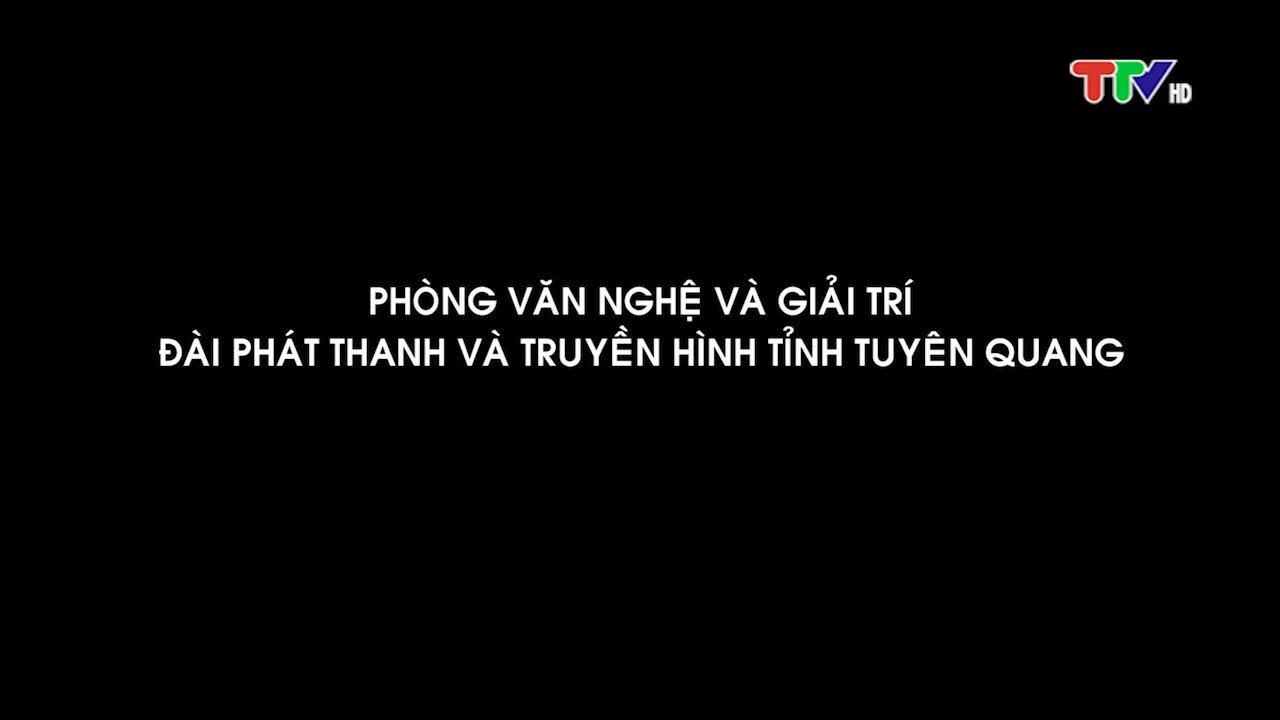 TTV HD
PHÒNG VĂN NGHỆ VÀ GIẢI TRÍ
ĐÀI PHÁT THANH VÀ TRUYỀN HÌNH TỈNH TUYÊN QUANG